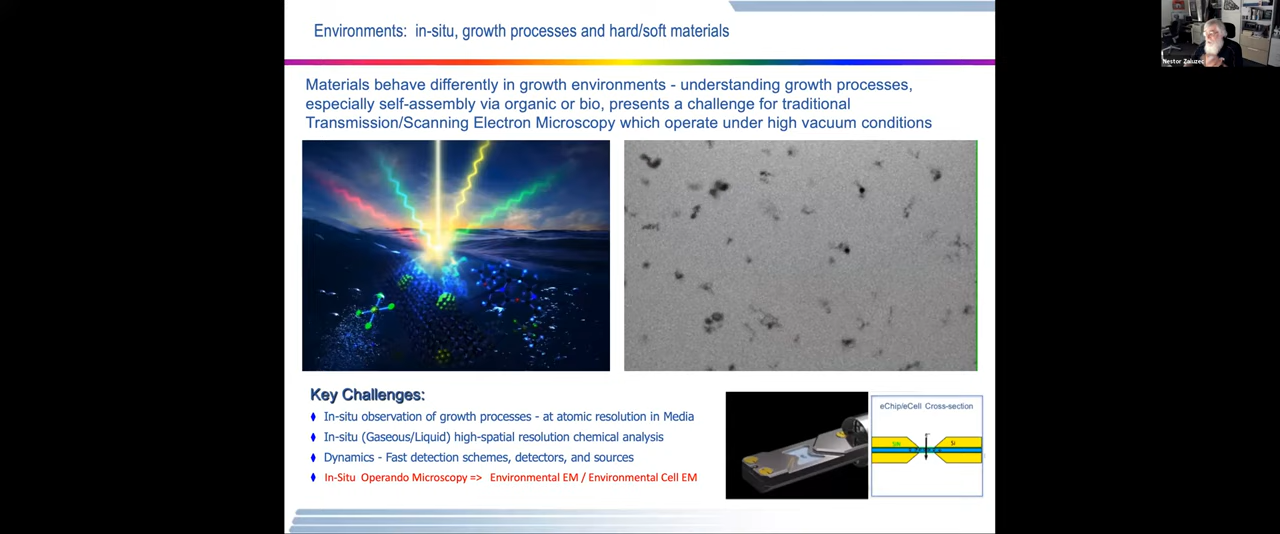 Environments: in-situ, growth processes and hard/soft materials
Nestor Zaluzec
Materials behave differently in growth environments - understanding growth processes,
especially self-assembly via organic or bio, presents a challenge for traditional
Transmission/Scanning Electron Microscopy which operate under high vacuum conditions
Key Challenges:
In-situ observation of growth processes - at atomic resolution in Media
In-situ (Gaseous/Liquid) high-spatial resolution chemical analysis
Dynamics - Fast detection schemes, detectors, and sources
In-Situ Operando Microscopy => Environmental EM / Environmental Cell EM
eChip/eCell Cross-section
e-
SiN
Si